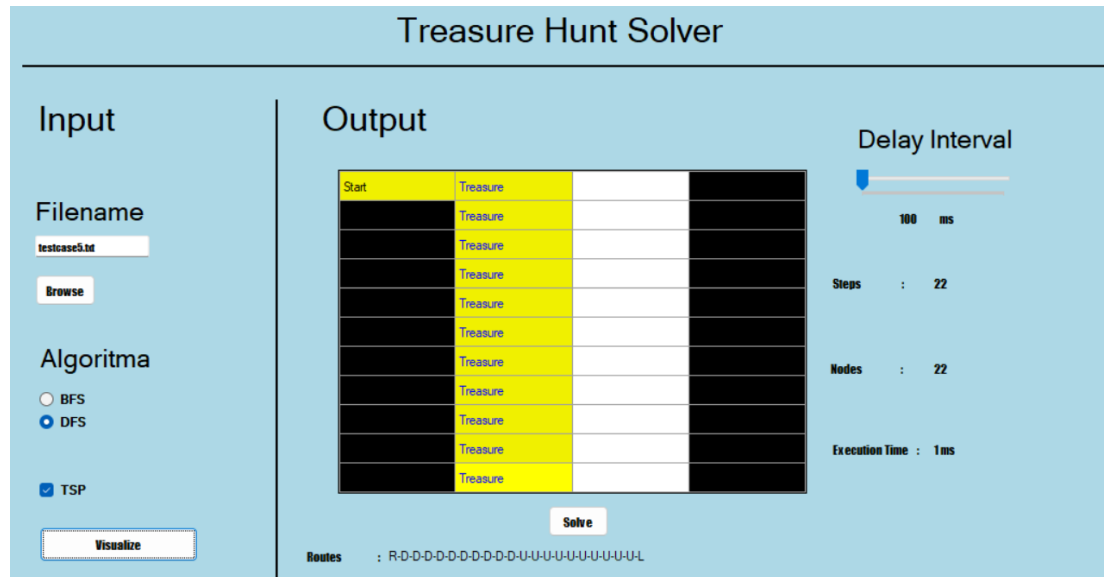 Treasure Hunt Solver
Input
Filename
testcase5.txt
Browse
Algoritma
BFS
DFS
TSP
Visualize
Output
Start Treasure
Treasure
Treasure
Treasure
Treasure
Treasure
Treasure
Treasure
Treasure
Treasure
Treasure
Solve
Routes : R-D-D-D-D-D-D-D-D-D-D-U-U-U-U-U-U-U-U-U-U-L
Delay Interval
100 ms
Steps : 22
Nodes : 22
Execution Time : 1 ms